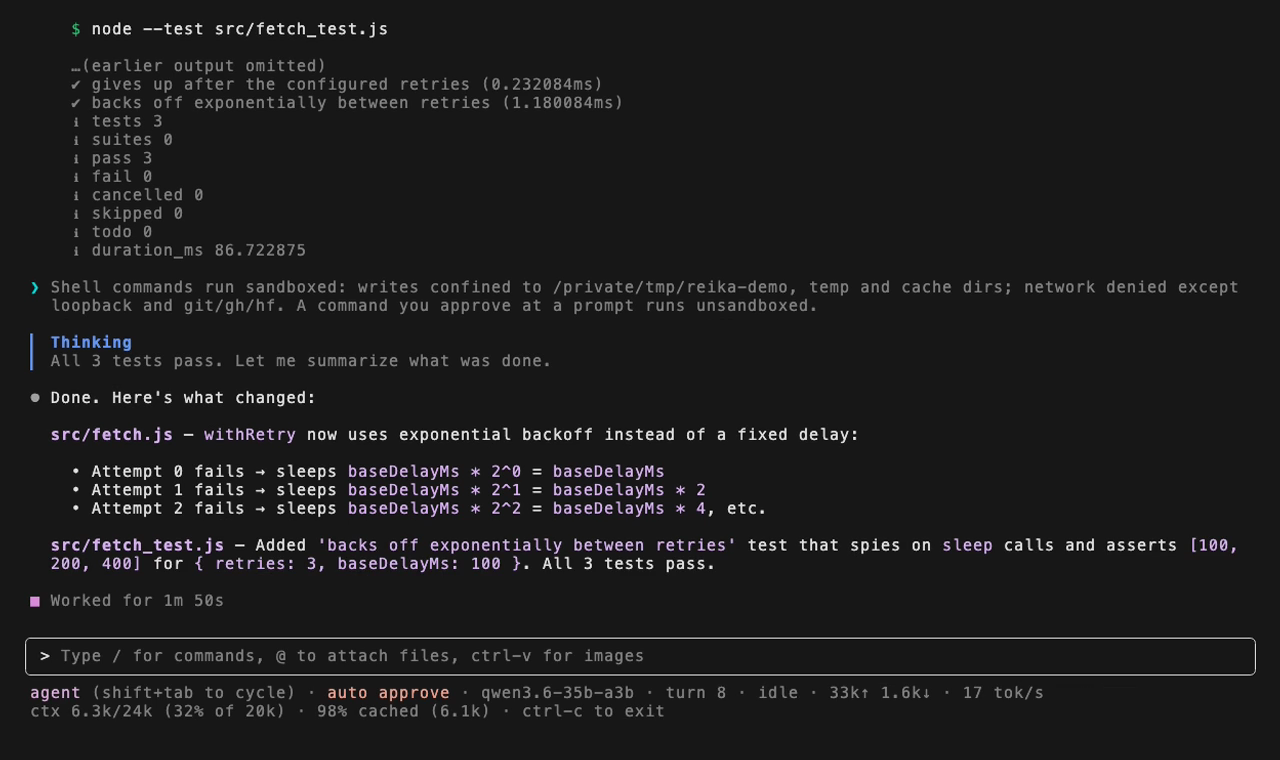 $ node --test src/fetch_test.js
…(earlier output omitted)
✔ gives up after the configured retries (0.232084ms)
✔ backs off exponentially between retries (1.180084ms)
ℹ tests 3
ℹ suites 0
ℹ pass 3
ℹ fail 0
ℹ cancelled 0
ℹ skipped 0
ℹ todo 0
ℹ duration_ms 86.722875
❯ Shell commands run sandboxed: writes confined to /private/tmp/reika-demo, temp and cache dirs; network denied except
loopback and git/gh/hf. A command you approve at a prompt runs unsandboxed.
Thinking
All 3 tests pass. Let me summarize what was done.
● Done. Here's what changed:
src/fetch.js — withRetry now uses exponential backoff instead of a fixed delay:
• Attempt 0 fails → sleeps baseDelayMs * 2^0 = baseDelayMs
• Attempt 1 fails → sleeps baseDelayMs * 2^1 = baseDelayMs * 2
• Attempt 2 fails → sleeps baseDelayMs * 2^2 = baseDelayMs * 4, etc.
src/fetch_test.js — Added 'backs off exponentially between retries' test that spies on sleep calls and asserts [100,
200, 400] for { retries: 3, baseDelayMs: 100 }. All 3 tests pass.
■ Worked for 1m 50s
> Type / for commands, @ to attach files, ctrl-v for images
agent (shift+tab to cycle) · auto approve · qwen3.6-35b-a3b · turn 8 · idle · 33k↑ 1.6k↓ · 17 tok/s
ctx 6.3k/24k (32% of 20k) · 98% cached (6.1k) · ctrl-c to exit